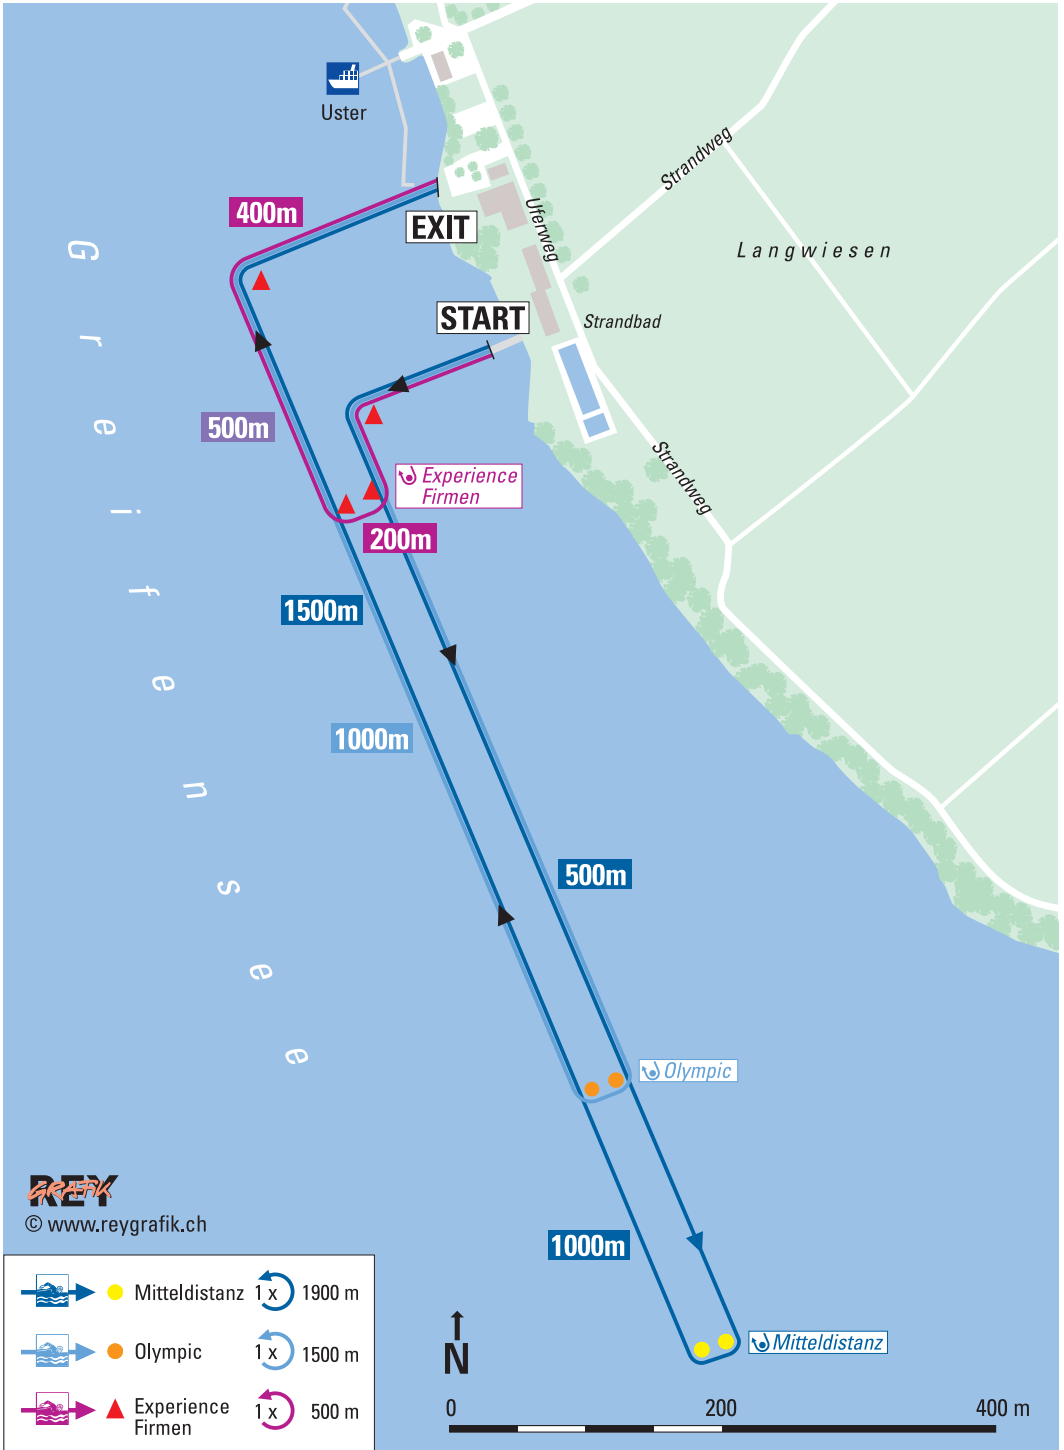 Uster
400m
EXIT
Uferweg
Strandweg
Langwiesen
START
Strandbad
500m
Strandweg
Experience
Firmen
200m
1500m
1000m
Greifensee
500m
Olympic
1000m
Mitteldistanz
REY
GRAFIK
© www.reygrafik.ch
Mitteldistanz 1 x 1900 m
Olympic 1 x 1500 m
Experience
Firmen 1 x 500 m
N
0 200 400 m